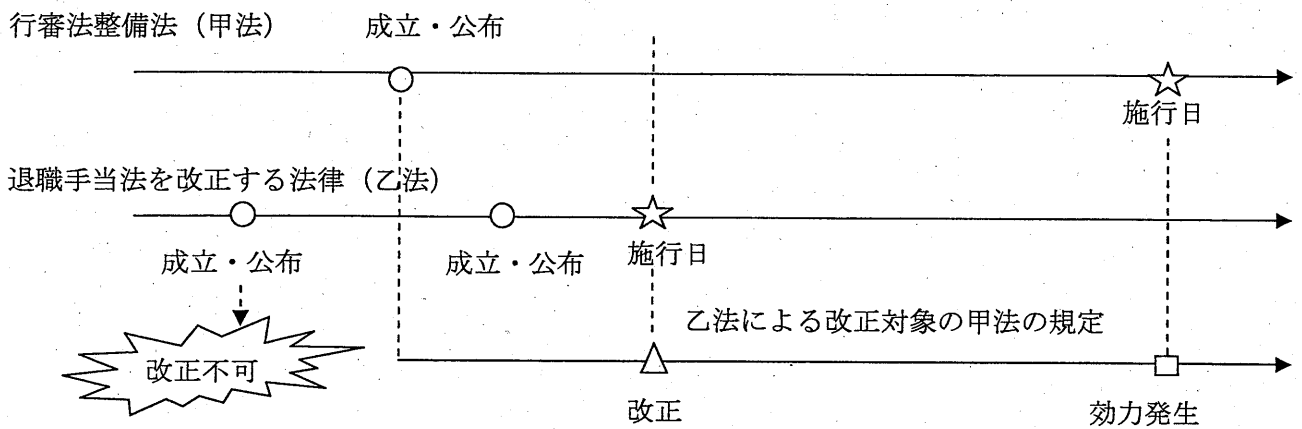 行審法整備法（甲法）
成立・公布
施行日
退職手当法を改正する法律（乙法）
成立・公布
成立・公布
施行日
改正不可
乙法による改正対象の甲法の規定
改正
効力発生